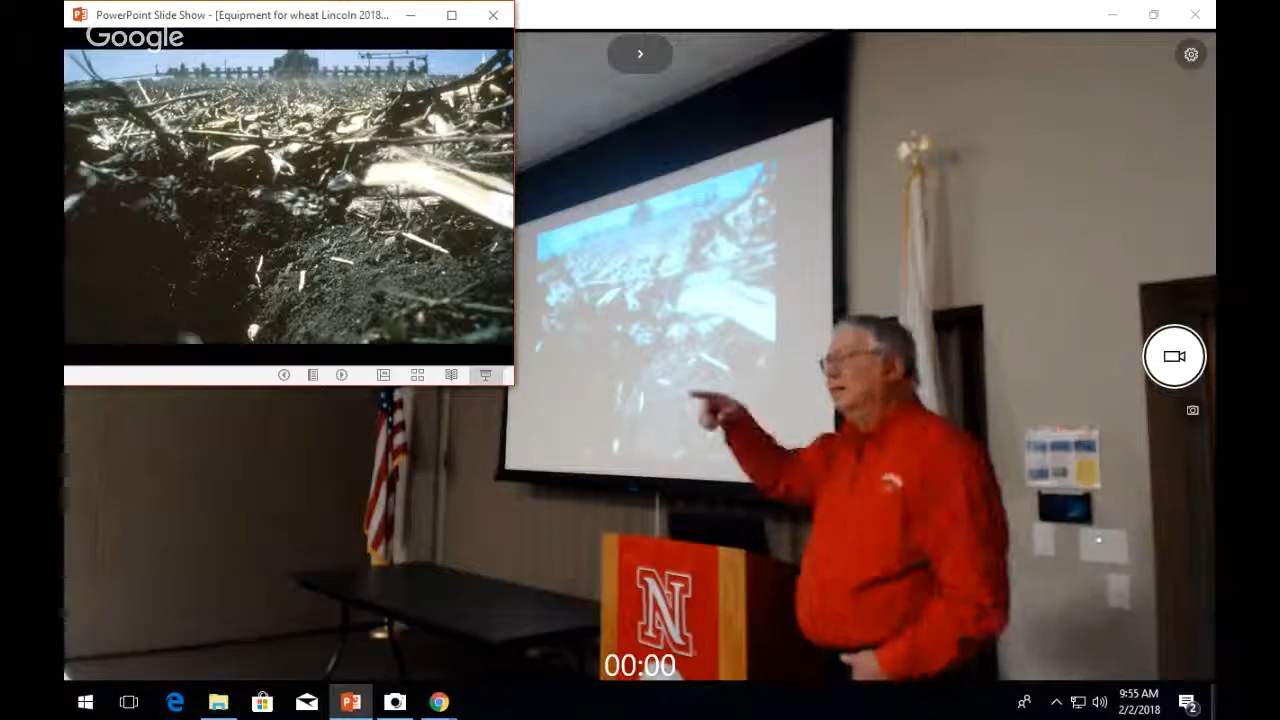 PowerPoint Slide Show - [Equipment for wheat Lincoln 2018...
Google
N
00:00
9:55 AM
2/2/2018
2